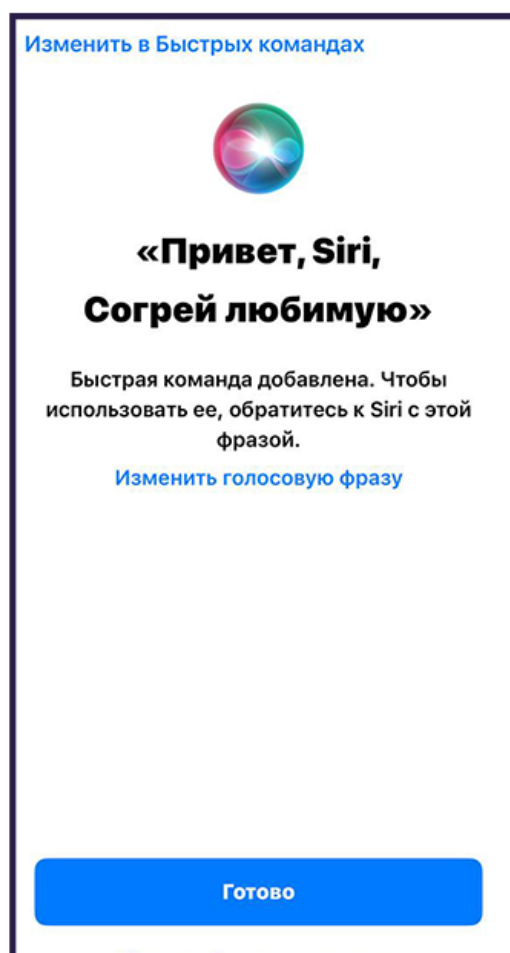 Изменить в Быстрых командах
«Привет, Siri,
Согрей любимую»
Быстрая команда добавлена. Чтобы
использовать ее, обратитесь к Siri с этой
фразой.
Изменить голосовую фразу
Готово